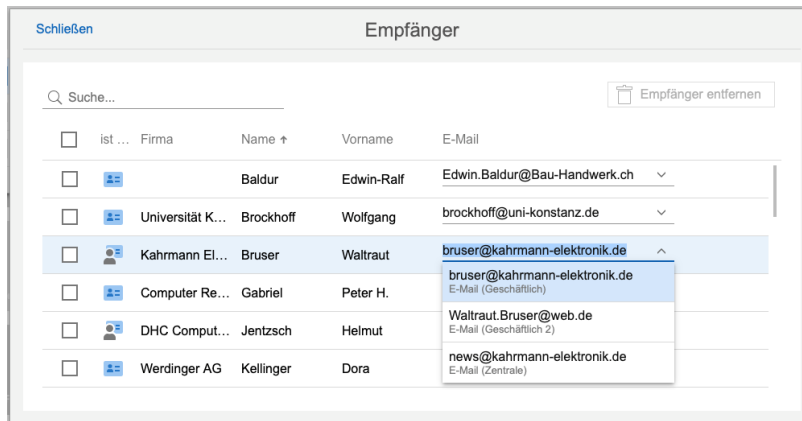 Schließen Empfänger
Suche... Empfänger entfernen
ist ... Firma Name ↑ Vorname E-Mail
Baldur Edwin-Ralf Edwin.Baldur@Bau-Handwerk.ch
Universität K... Brockhoff Wolfgang brockhoff@uni-konstanz.de
Kahrmann El... Bruser Waltraut bruser@kahrmann-elektronik.de
bruser@kahrmann-elektronik.de
E-Mail (Geschäftlich)
Computer Re... Gabriel Peter H.
Waltraut.Bruser@web.de
E-Mail (Geschäftlich 2)
DHC Comput... Jentzsch Helmut
news@kahrmann-elektronik.de
E-Mail (Zentrale)
Werdinger AG Kellinger Dora